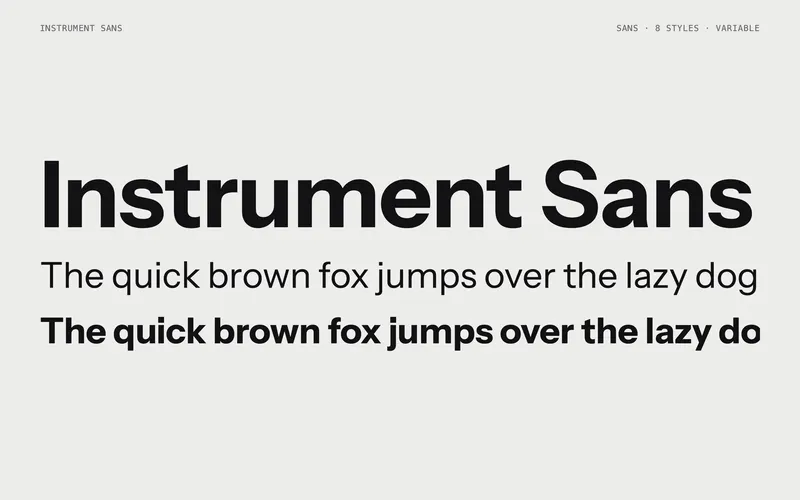 INSTRUMENT SANS
SANS · 8 STYLES · VARIABLE
Instrument Sans
The quick brown fox jumps over the lazy dog
The quick brown fox jumps over the lazy do